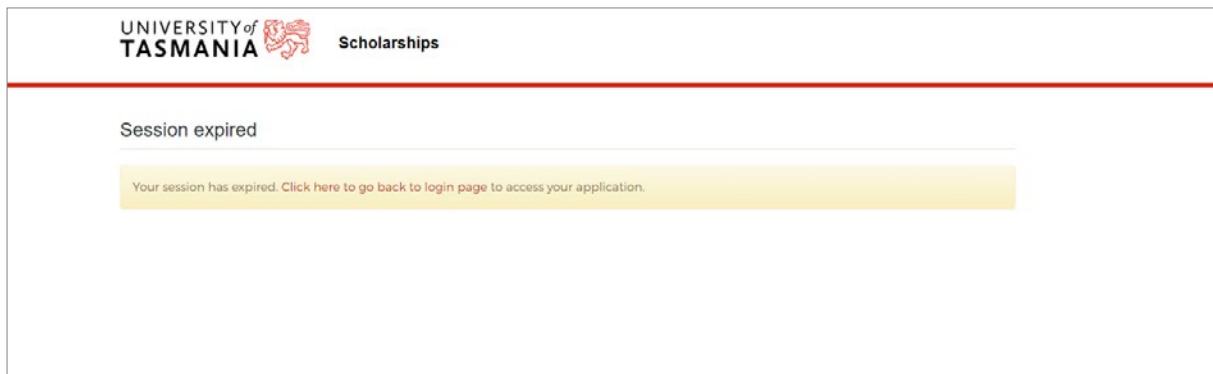 UNIVERSITY of
TASMANIA
Scholarships
Session expired
Your session has expired. Click here to go back to login page to access your application.